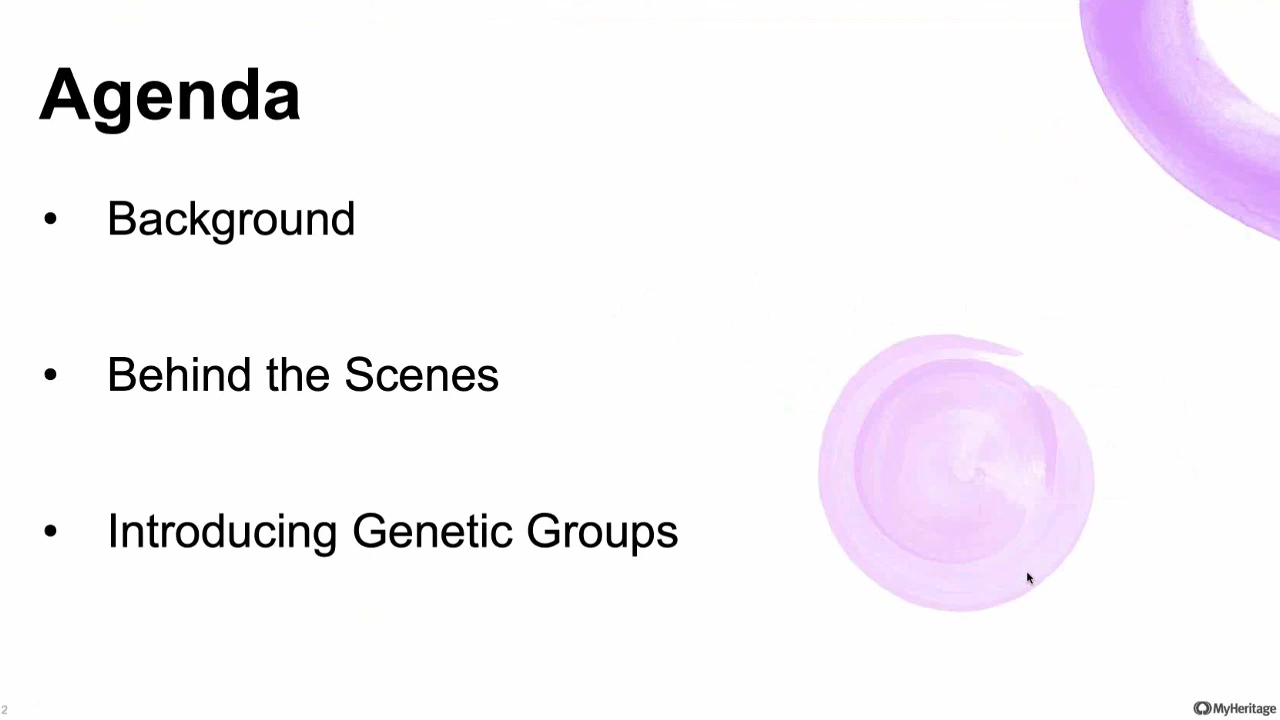 Agenda
• Background
• Behind the Scenes
• Introducing Genetic Groups
2
MyHeritage